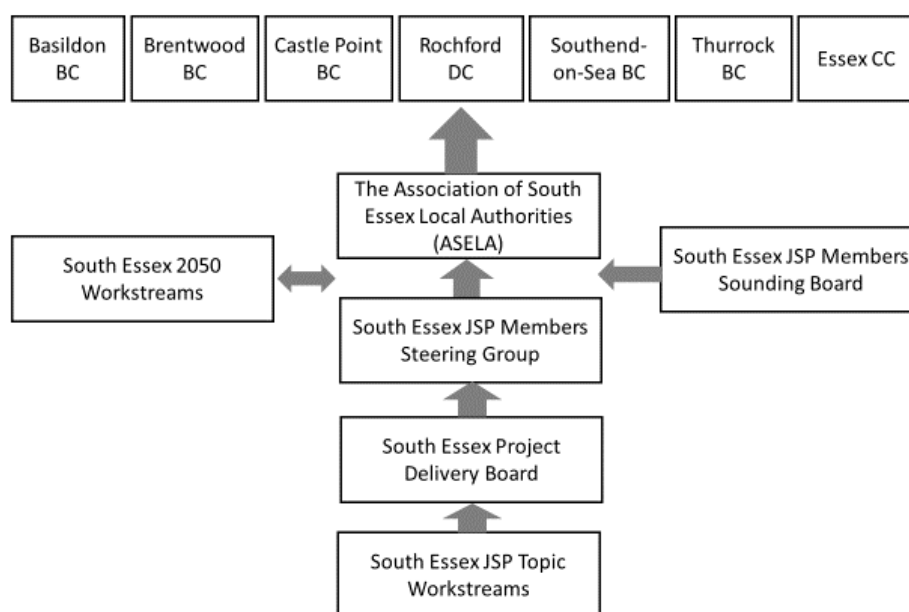 Basildon
BC
Brentwood
BC
Castle Point
BC
Rochford
DC
Southend-
on-Sea BC
Thurrock
BC
Essex CC
The Association of South
Essex Local Authorities
(ASELA)
South Essex 2050
Workstreams
South Essex JSP Members
Sounding Board
South Essex JSP Members
Steering Group
South Essex Project
Delivery Board
South Essex JSP Topic
Workstreams